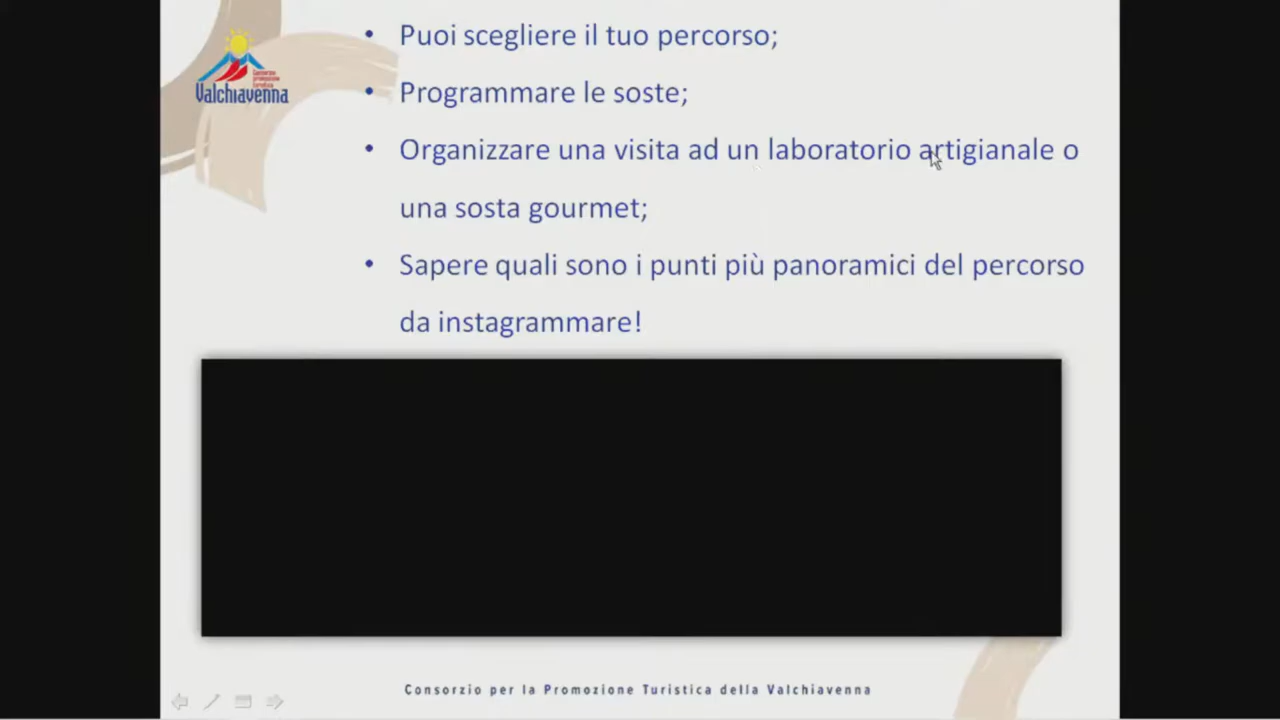 • Puoi scegliere il tuo percorso;
Valchiavenna
• Programmare le soste;
• Organizzare una visita ad un laboratorio artigianale o
una sosta gourmet;
• Sapere quali sono i punti più panoramici del percorso
da instagrammare!
Consorzio per la Promozione Turistica della Valchiavenna